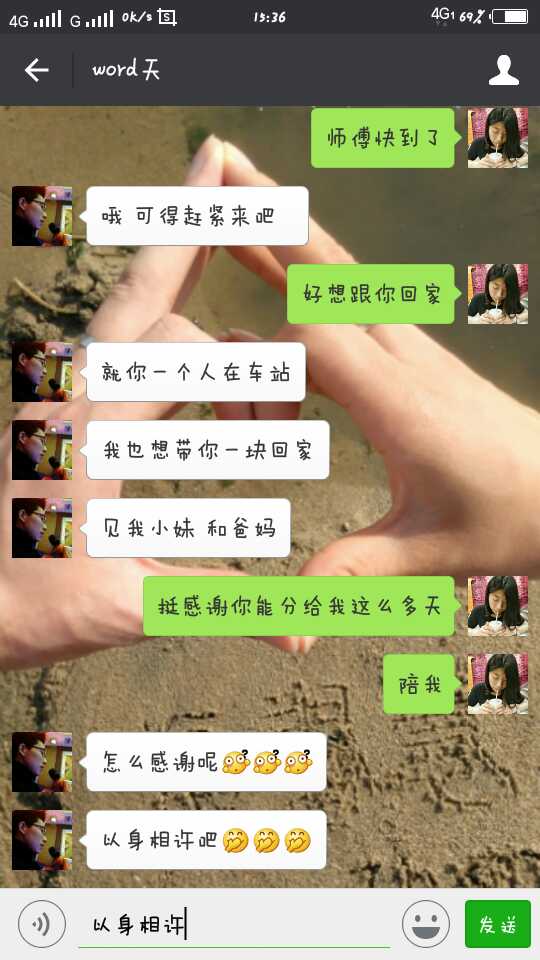 4G G 0k/s 15:36 4G 69%
word天
师傅快到了
哦 可得赶紧来吧
好想跟你回家
就你一个人在车站
我也想带你一块回家
见我小妹 和爸妈
挺感谢你能分给我这么多天
陪我
怎么感谢呢
以身相许吧
以身相许
发送